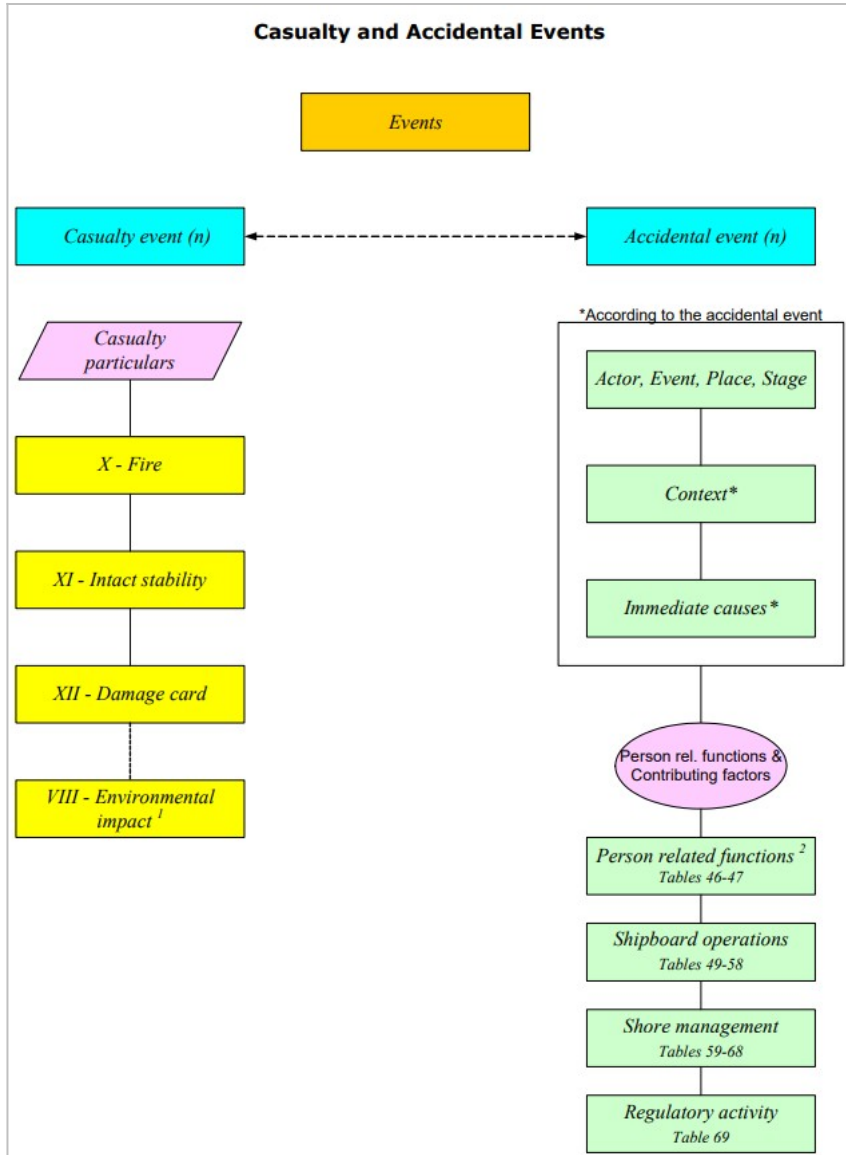 Casualty and Accidental Events
Events
Casualty event (n)
Accidental event (n)
*According to the accidental event
Casualty
particulars
Actor, Event, Place, Stage
X - Fire
Context*
XI - Intact stability
Immediate causes*
XII - Damage card
Person rel. functions &
Contributing factors
VIII - Environmental
impact 1
Person related functions 2
Tables 46-47
Shipboard operations
Tables 49-58
Shore management
Tables 59-68
Regulatory activity
Table 69